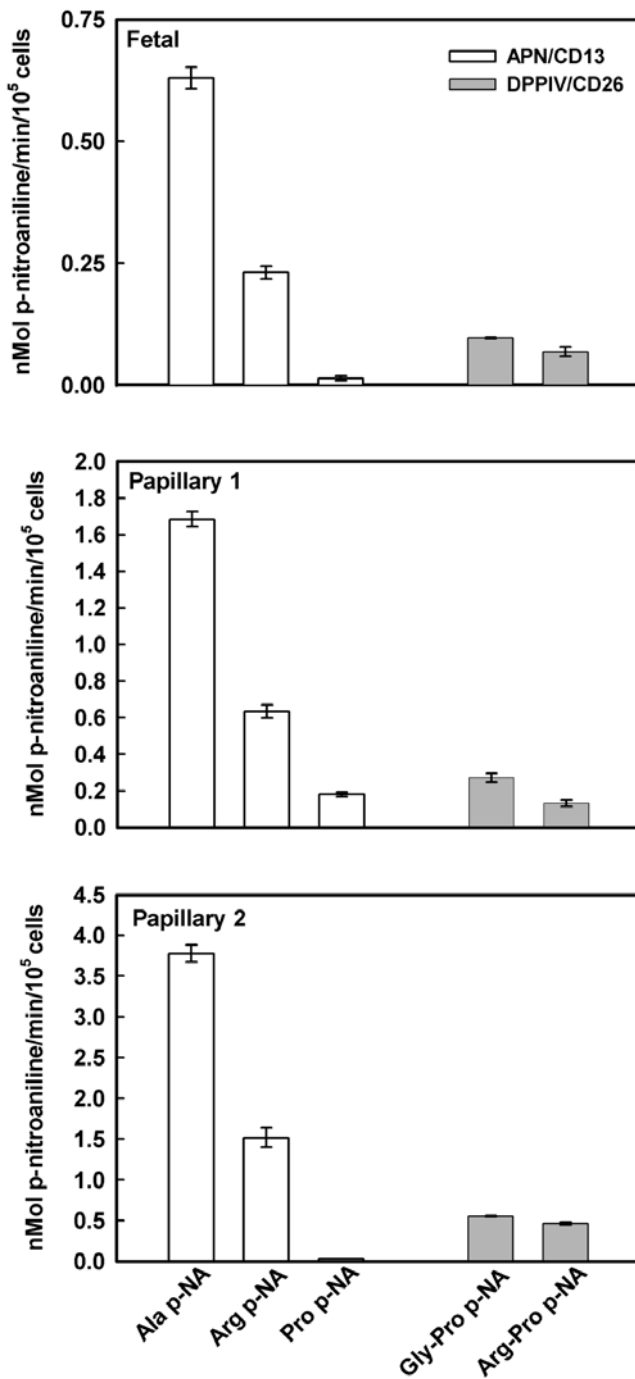 Fetal
APN/CD13
DPPIV/CD26
nMol p-nitroaniline/min/10⁵ cells
0.75
0.50
0.25
0.00
Papillary 1
nMol p-nitroaniline/min/10⁵ cells
2.0
1.8
1.6
1.4
1.2
1.0
0.8
0.6
0.4
0.2
0.0
Papillary 2
nMol p-nitroaniline/min/10⁵ cells
4.5
4.0
3.5
3.0
2.5
2.0
1.5
1.0
0.5
0.0
Ala p-NA
Arg p-NA
Pro p-NA
Gly-Pro p-NA
Arg-Pro p-NA